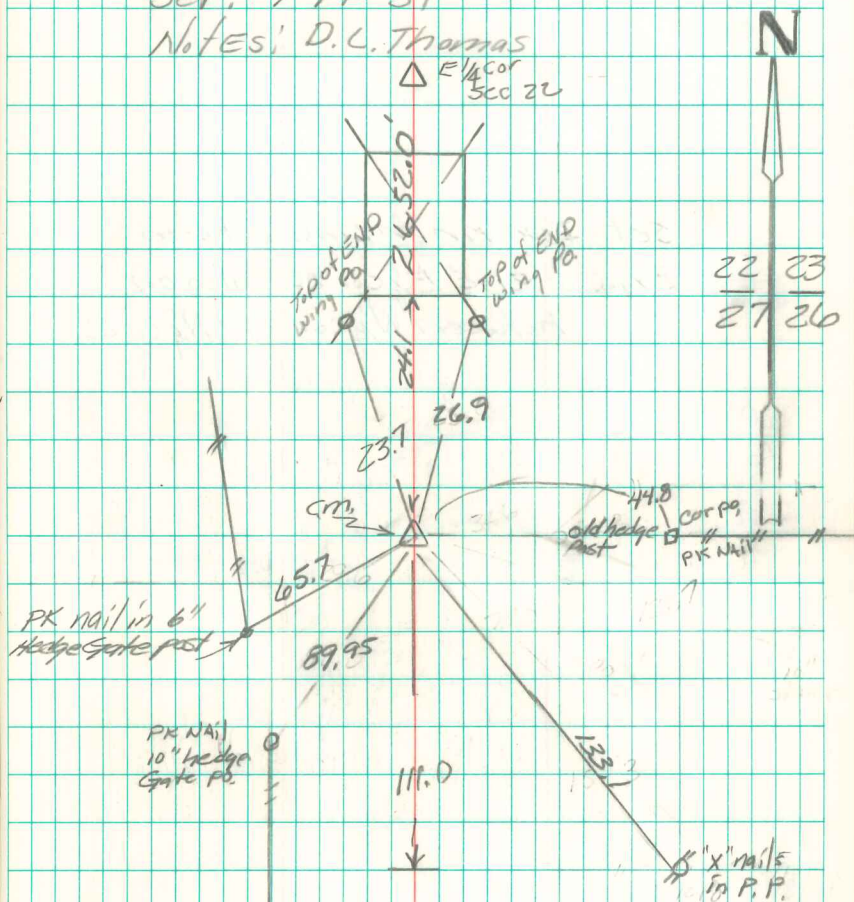 Notes: D.L. Thomas
N
E 1/4 cor
Sec 22
2652.0'
Top of END
wing po.
Top of END
wing po.
22 23
27 26
24.1
23.7
26.9
cm.
44.8
old hedge
Post
cor po.
PK NAil
65.7
PK nail in 6"
Hedge Gate post
89.95
PK NAil
10" hedge
Gate po.
111.0
133.1
"X" nails
in P.P.